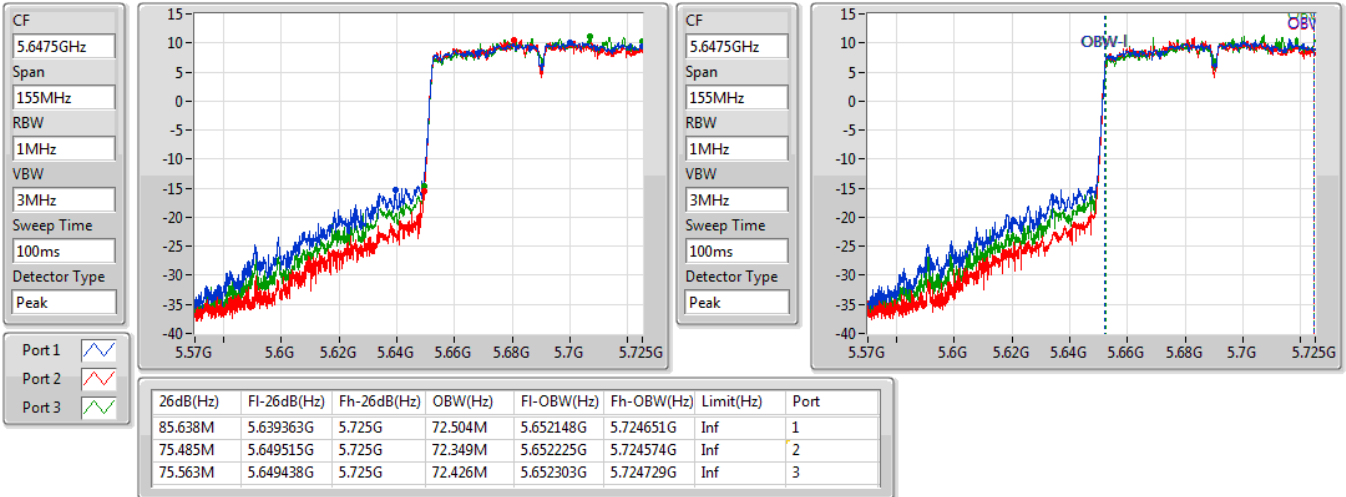 CF
5.6475GHz
Span
155MHz
RBW
1MHz
VBW
3MHz
Sweep Time
100ms
Detector Type
Peak
15
10
5
0
-5
-10
-15
-20
-25
-30
-35
-40
5.57G 5.6G 5.62G 5.64G 5.66G 5.68G 5.7G 5.725G
CF
5.6475GHz
Span
155MHz
RBW
1MHz
VBW
3MHz
Sweep Time
100ms
Detector Type
Peak
15
10
5
0
-5
-10
-15
-20
-25
-30
-35
-40
OBW-l
OBW
5.57G 5.6G 5.62G 5.64G 5.66G 5.68G 5.7G 5.725G
Port 1
Port 2
Port 3
26dB(Hz) Fl-26dB(Hz) Fh-26dB(Hz) OBW(Hz) Fl-OBW(Hz) Fh-OBW(Hz) Limit(Hz) Port
85.638M 5.639363G 5.725G 72.504M 5.652148G 5.724651G Inf 1
75.485M 5.649515G 5.725G 72.349M 5.652225G 5.724574G Inf 2
75.563M 5.649438G 5.725G 72.426M 5.652303G 5.724729G Inf 3